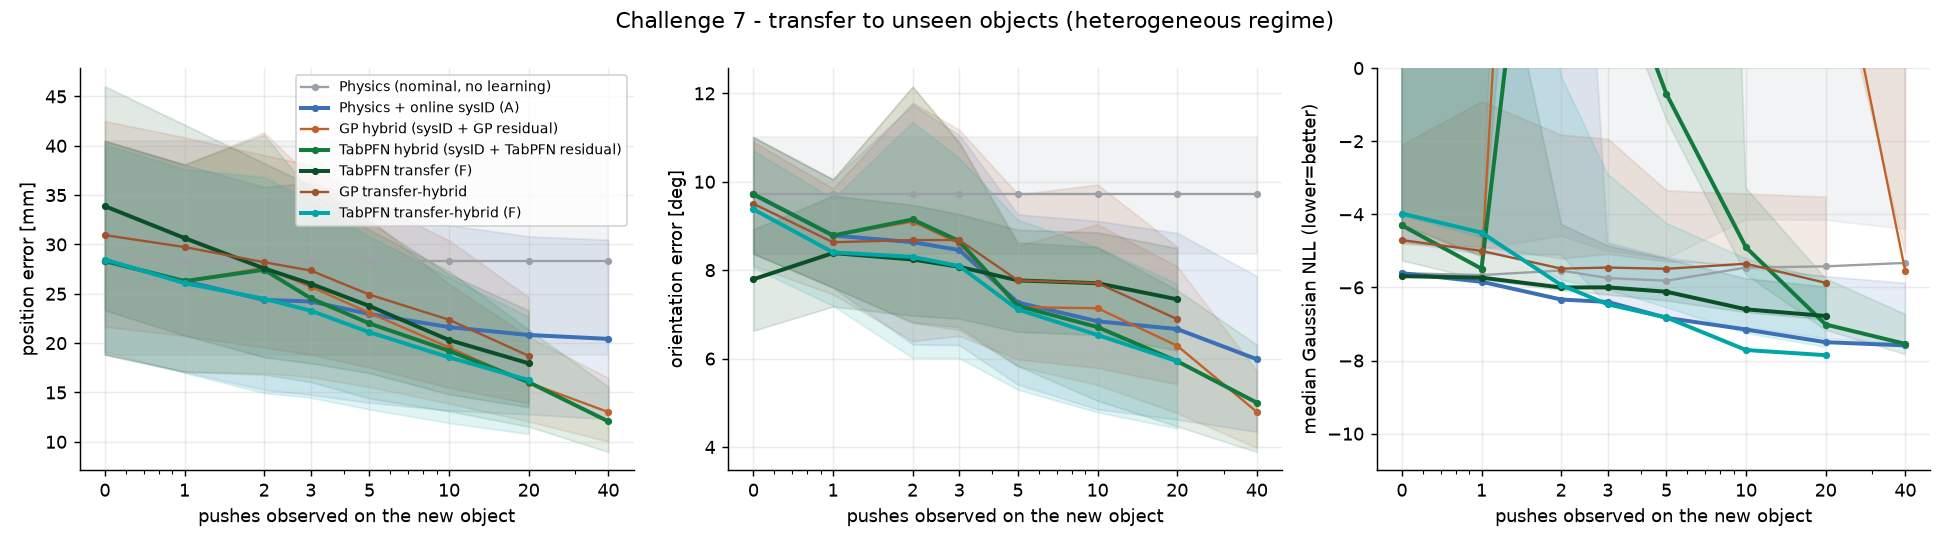 Challenge 7 - transfer to unseen objects (heterogeneous regime)
position error [mm]
45
40
35
30
25
20
15
10
0 1 2 3 5 10 20 40
pushes observed on the new object
Physics (nominal, no learning)
Physics + online sysID (A)
GP hybrid (sysID + GP residual)
TabPFN hybrid (sysID + TabPFN residual)
TabPFN transfer (F)
GP transfer-hybrid
TabPFN transfer-hybrid (F)
orientation error [deg]
12
10
8
6
4
0 1 2 3 5 10 20 40
pushes observed on the new object
median Gaussian NLL (lower=better)
0
−2
−4
−6
−8
−10
0 1 2 3 5 10 20 40
pushes observed on the new object